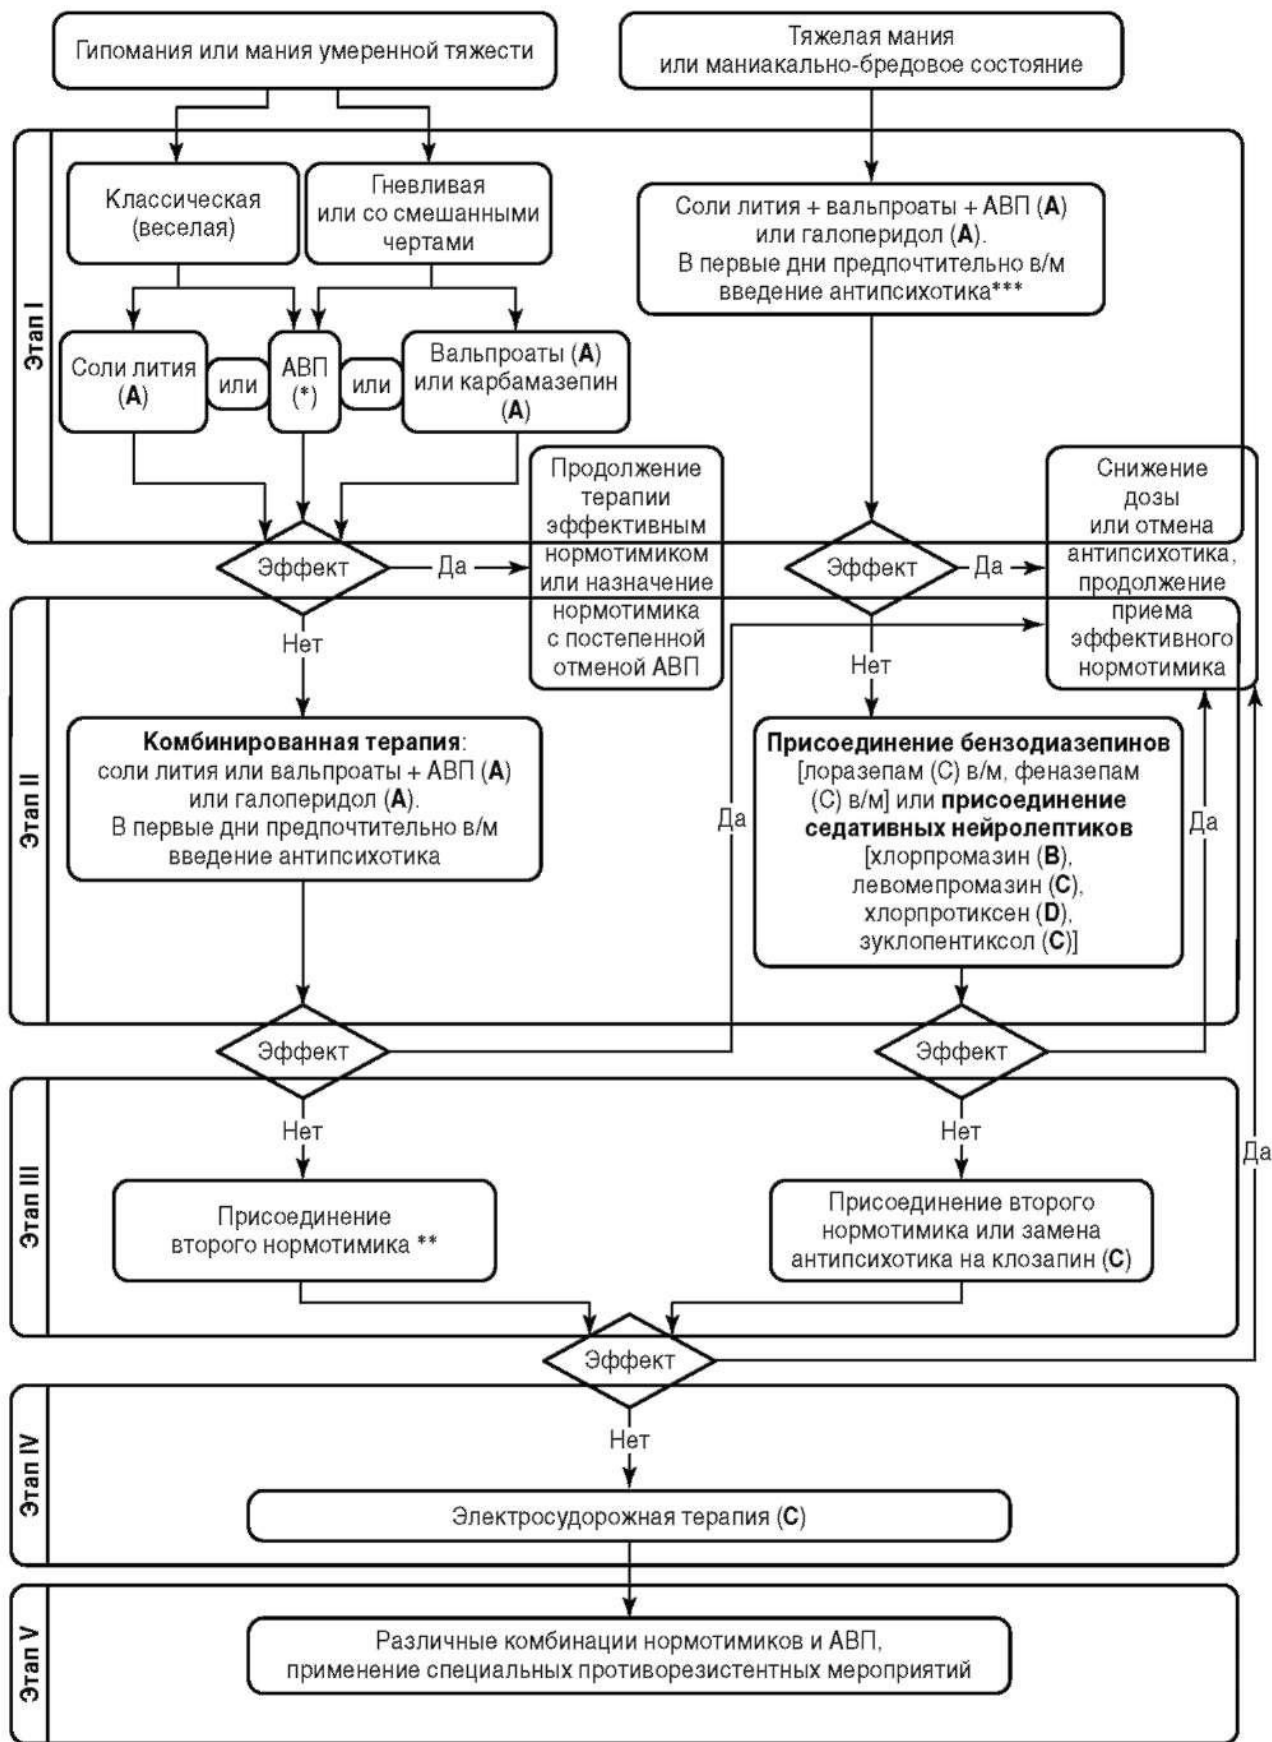 Гипомания или мания умеренной тяжести
Тяжелая мания
или маниакально-бредовое состояние
Этап I
Классическая
(веселая)
Гневливая
или со смешанными
чертами
Соли лития + вальпроаты + АВП (А)
или галоперидол (А).
В первые дни предпочтительно в/м
введение антипсихотика***
Соли лития
(А)
или
АВП
(*)
или
Вальпроаты (А)
или карбамазепин
(А)
Эффект
Да
Продолжение
терапии
эффективным
нормотимиком
или назначение
нормотимика
с постепенной
отменой АВП
Эффект
Да
Снижение
дозы
или отмена
антипсихотика,
продолжение
приема
эффективного
нормотимика
Этап II
Нет
Нет
Комбинированная терапия:
соли лития или вальпроаты + АВП (А)
или галоперидол (А).
В первые дни предпочтительно в/м
введение антипсихотика
Да
Присоединение бензодиазепинов
[лоразепам (С) в/м, феназепам
(С) в/м] или присоединение
седативных нейролептиков
[хлорпромазин (В),
левомепромазин (С),
хлорпротиксен (D),
зуклопентиксол (С)]
Да
Эффект
Эффект
Этап III
Нет
Нет
Да
Присоединение
второго нормотимика **
Присоединение второго
нормотимика или замена
антипсихотика на клозапин (С)
Эффект
Этап IV
Нет
Электросудорожная терапия (С)
Этап V
Различные комбинации нормотимиков и АВП,
применение специальных противорезистентных мероприятий